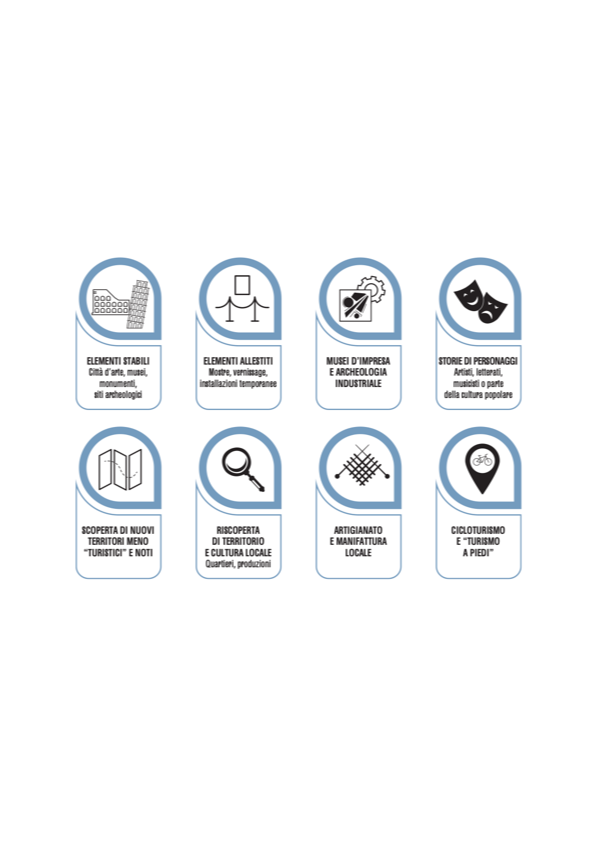 ELEMENTI STABILI
Città d'arte, musei,
monumenti,
siti archeologici
ELEMENTI ALLESTITI
Mostre, vernissage,
installazioni temporanee
MUSEI D'IMPRESA
E ARCHEOLOGIA
INDUSTRIALE
STORIE DI PERSONAGGI
Artisti, letterati,
musicisti o parte
della cultura popolare
SCOPERTA DI NUOVI
TERRITORI MENO
“TURISTICI” E NOTI
RISCOPERTA
DI TERRITORIO
E CULTURA LOCALE
Quartieri, produzioni
ARTIGIANATO
E MANIFATTURA
LOCALE
CICLOTURISMO
E “TURISMO
A PIEDI”